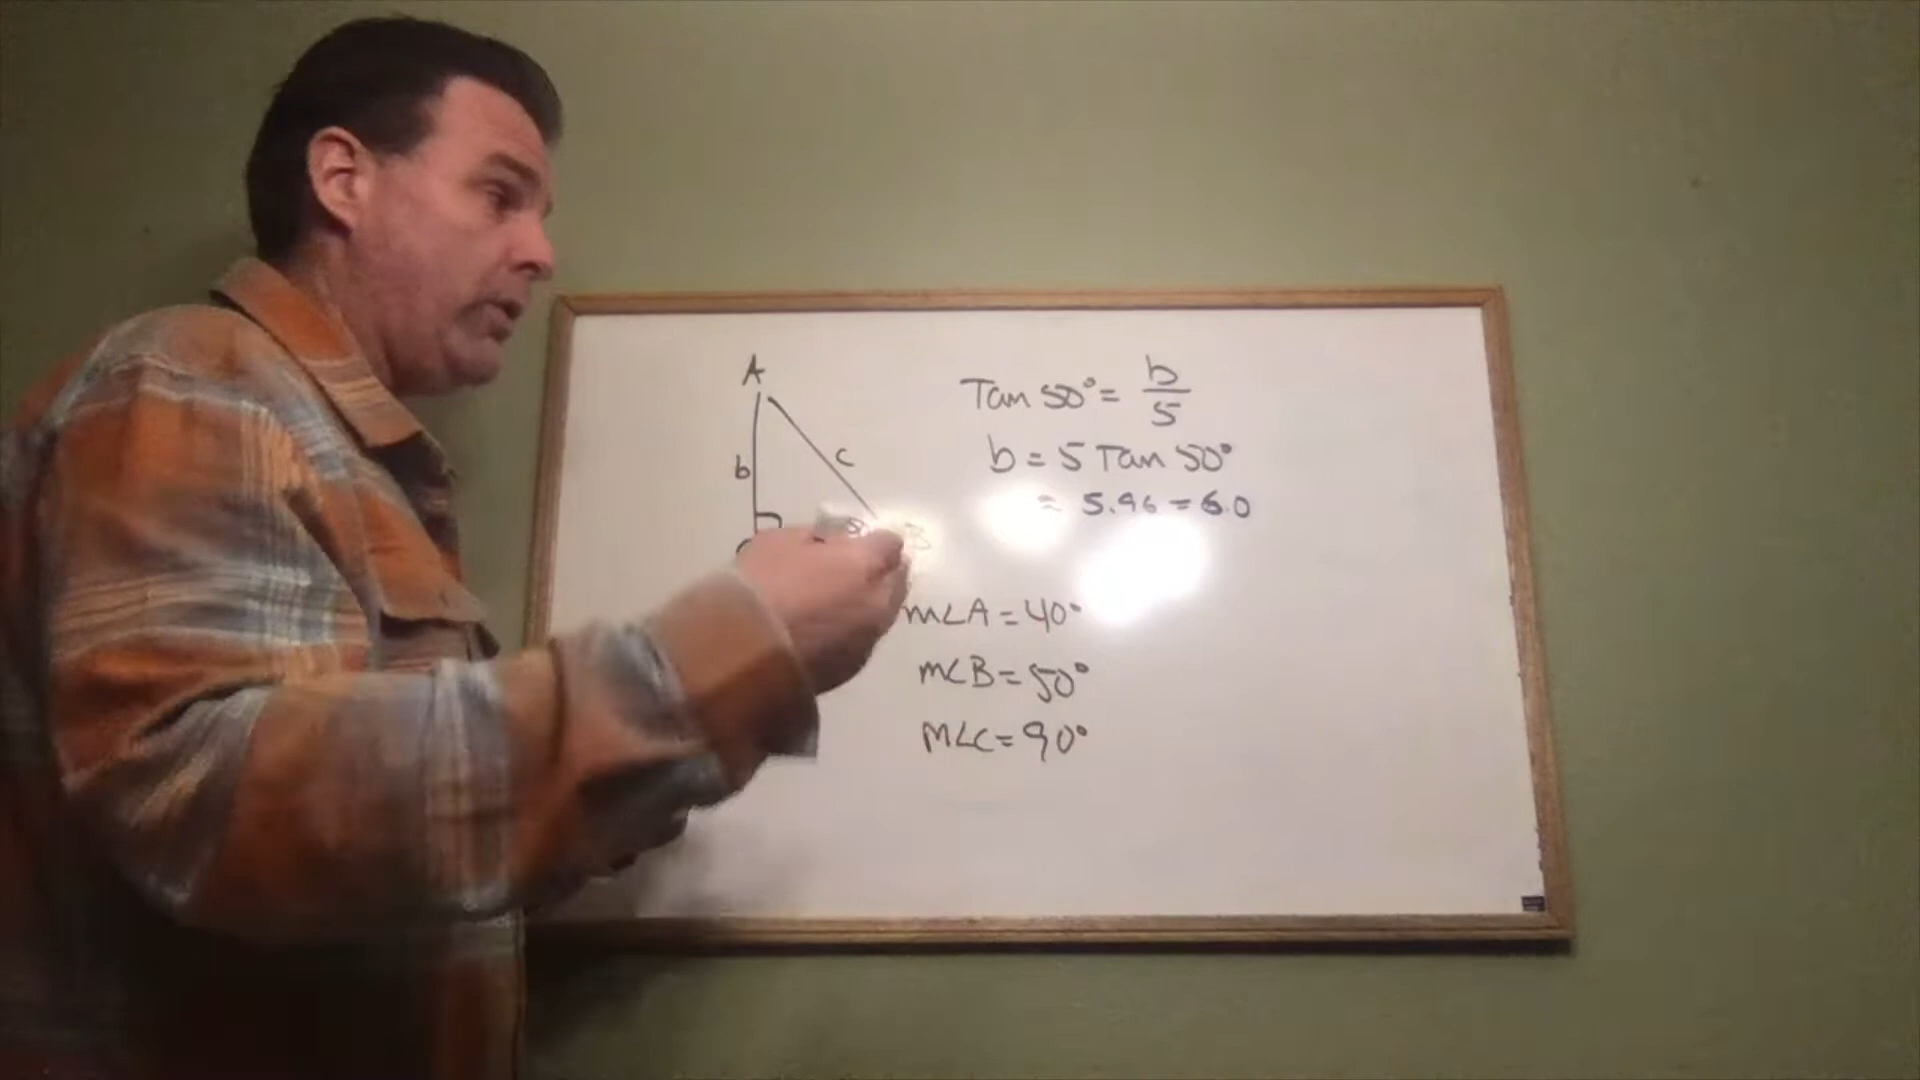 A
b
c
Tan 50° = b/5
b = 5 Tan 50°
= 5.96 = 6.0
B
m∠A = 40°
m∠B = 50°
m∠C = 90°